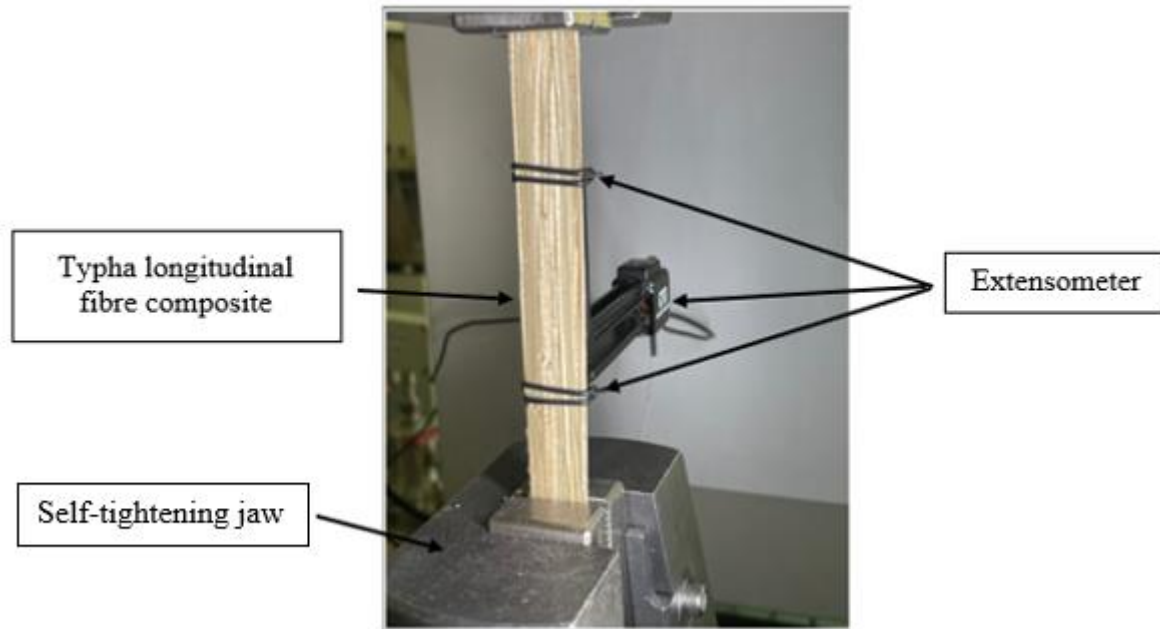 Typha longitudinal
fibre composite
Extensometer
Self-tightening jaw